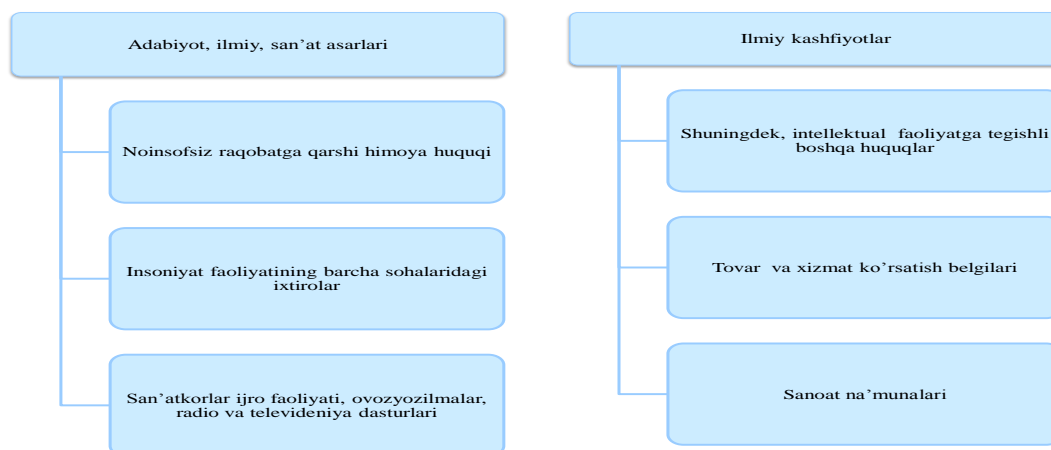 Adabiyot, ilmiy, san’at asarlari
Noinsofsiz raqobatga qarshi himoya huquqi
Insoniyat faoliyatining barcha sohalaridagi
ixtirolar
San’atkorlar ijro faoliyati, ovozyozilmalar,
radio va televideniya dasturlari
Ilmiy kashfiyotlar
Shuningdek, intellektual faoliyatga tegishli
boshqa huquqlar
Tovar va xizmat ko’rsatish belgilari
Sanoat na’munalari